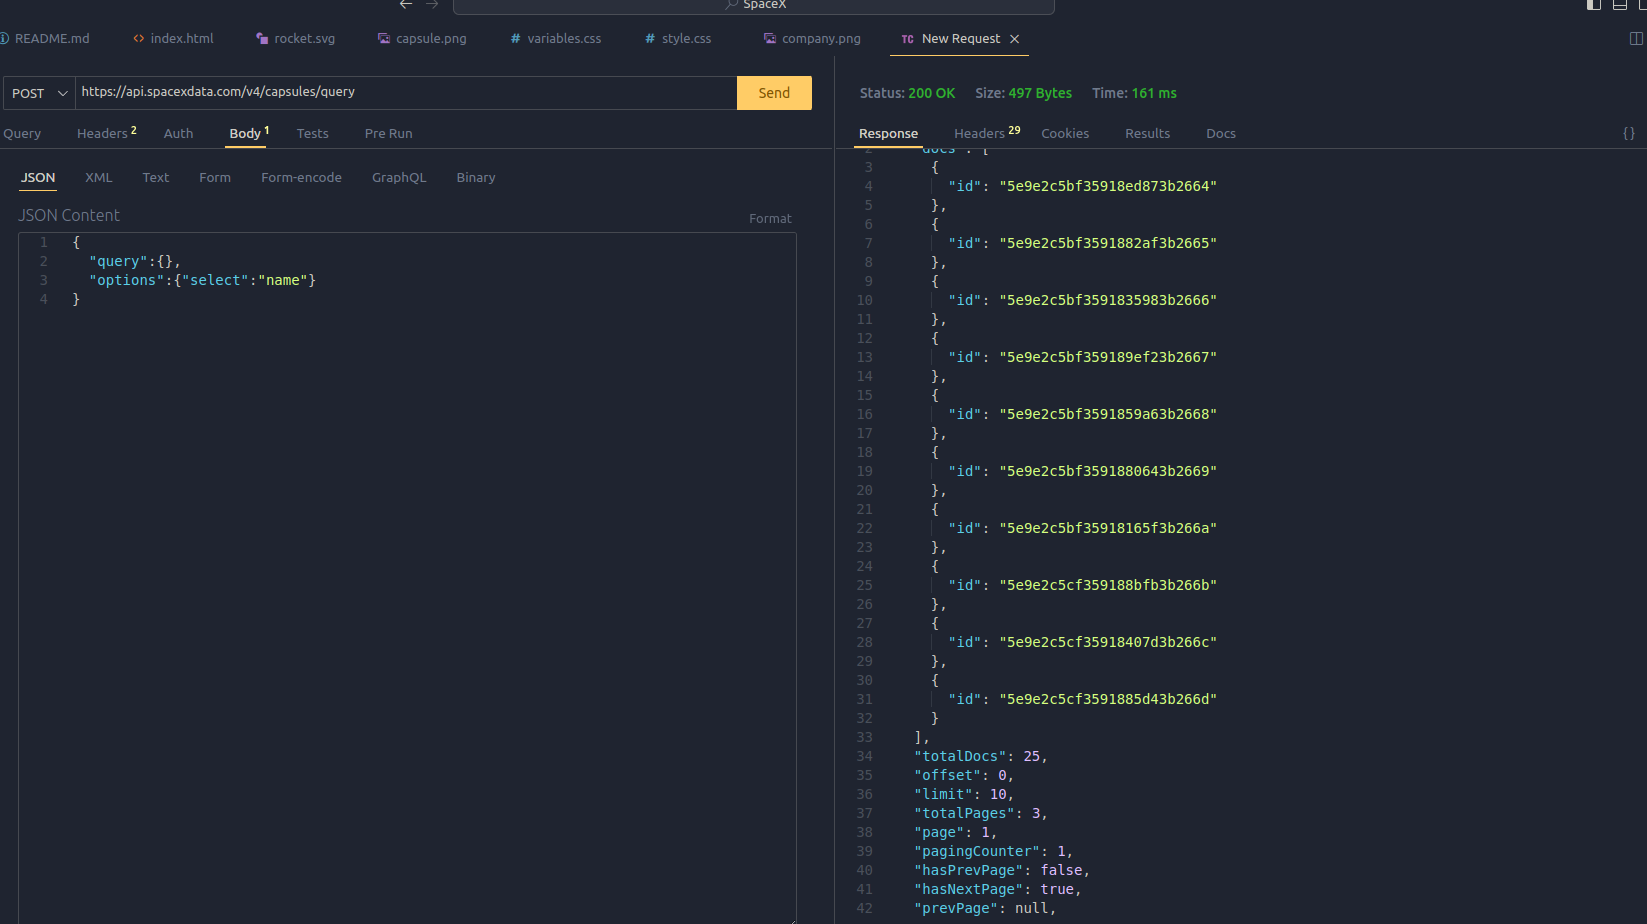 SpaceX
README.md index.html rocket.svg capsule.png variables.css style.css company.png TC New Request
POST https://api.spacexdata.com/v4/capsules/query Send
Query Headers 2 Auth Body 1 Tests Pre Run
JSON XML Text Form Form-encode GraphQL Binary
JSON Content
Format
1 {
2 "query":{},
3 "options":{"select":"name"}
4 }
Status: 200 OK Size: 497 Bytes Time: 161 ms
Response Headers 29 Cookies Results Docs {}
2 "docs": [
3 {
4 "id": "5e9e2c5bf35918ed873b2664"
5 },
6 {
7 "id": "5e9e2c5bf3591882af3b2665"
8 },
9 {
10 "id": "5e9e2c5bf3591835983b2666"
11 },
12 {
13 "id": "5e9e2c5bf359189ef23b2667"
14 },
15 {
16 "id": "5e9e2c5bf3591859a63b2668"
17 },
18 {
19 "id": "5e9e2c5bf3591880643b2669"
20 },
21 {
22 "id": "5e9e2c5bf35918165f3b266a"
23 },
24 {
25 "id": "5e9e2c5cf359188bfb3b266b"
26 },
27 {
28 "id": "5e9e2c5cf35918407d3b266c"
29 },
30 {
31 "id": "5e9e2c5cf3591885d43b266d"
32 }
33 ],
34 "totalDocs": 25,
35 "offset": 0,
36 "limit": 10,
37 "totalPages": 3,
38 "page": 1,
39 "pagingCounter": 1,
40 "hasPrevPage": false,
41 "hasNextPage": true,
42 "prevPage": null,